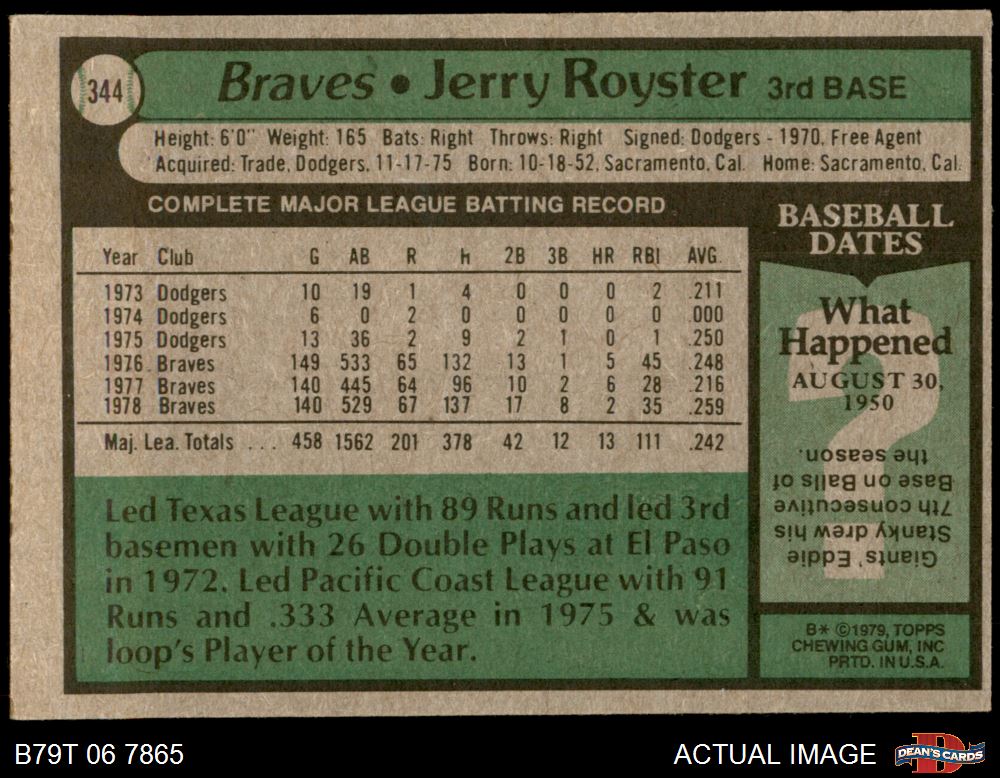 344
Braves • Jerry Royster 3rd BASE
Height: 6'0" Weight: 165 Bats: Right Throws: Right Signed: Dodgers - 1970, Free Agent
Acquired: Trade, Dodgers, 11-17-75 Born: 10-18-52, Sacramento, Cal. Home: Sacramento, Cal.
COMPLETE MAJOR LEAGUE BATTING RECORD
Year Club G AB R h 2B 3B HR RBI AVG.
1973 Dodgers 10 19 1 4 0 0 0 2 .211
1974 Dodgers 6 0 2 0 0 0 0 0 .000
1975 Dodgers 13 36 2 9 2 1 0 1 .250
1976 Braves 149 533 65 132 13 1 5 45 .248
1977 Braves 140 445 64 96 10 2 6 28 .216
1978 Braves 140 529 67 137 17 8 2 35 .259
Maj. Lea. Totals ... 458 1562 201 378 42 12 13 111 .242
Led Texas League with 89 Runs and led 3rd
basemen with 26 Double Plays at El Paso
in 1972. Led Pacific Coast League with 91
Runs and .333 Average in 1975 & was
loop's Player of the Year.
BASEBALL
DATES
What
Happened
AUGUST 30,
1950
?
Giants' Eddie
Stanky drew his
7th consecutive
Base on Balls of
the season.
B* ©1979, TOPPS
CHEWING GUM, INC
PRTD. IN U.S.A.
B79T 06 7865
ACTUAL IMAGE
DEAN'S CARDS